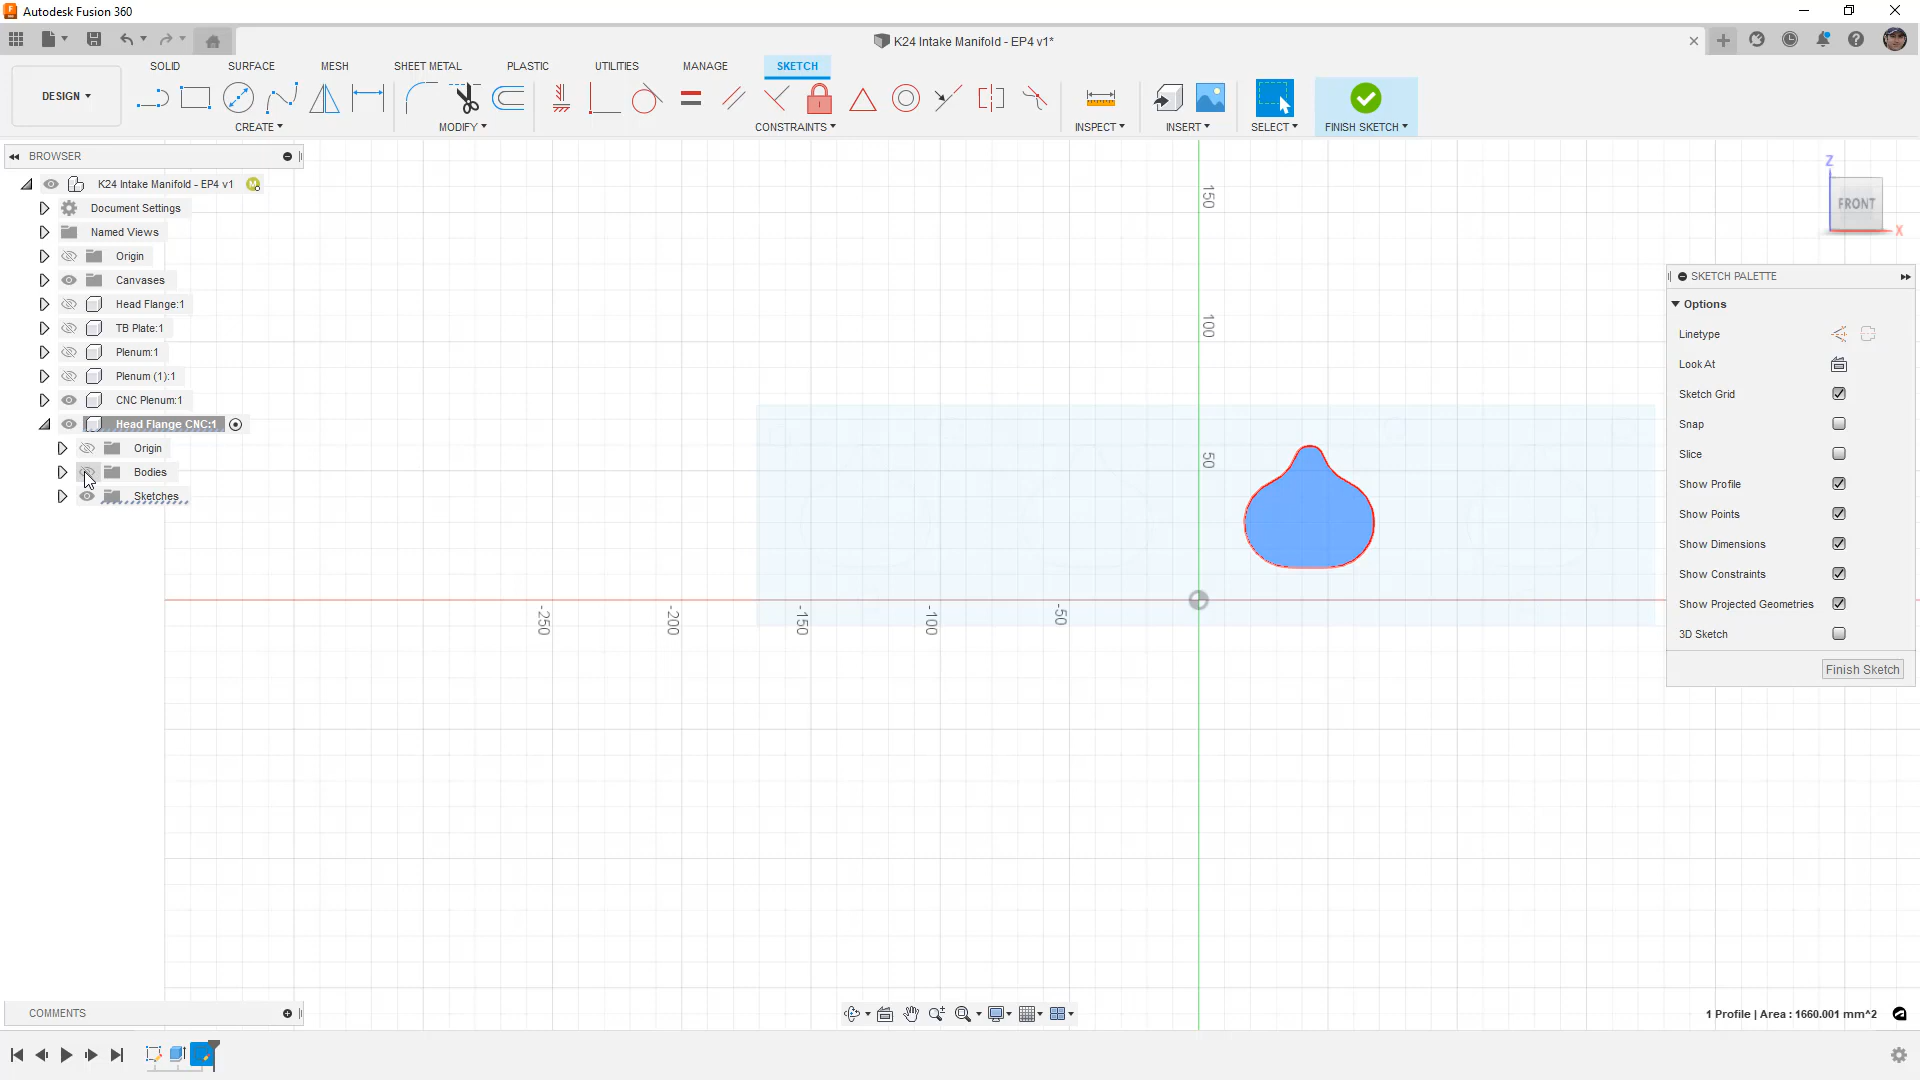 Autodesk Fusion 360
K24 Intake Manifold - EP4 v1*
DESIGN
SOLID
SURFACE
MESH
SHEET METAL
PLASTIC
UTILITIES
MANAGE
SKETCH
CREATE
MODIFY
CONSTRAINTS
INSPECT
INSERT
SELECT
FINISH SKETCH
BROWSER
K24 Intake Manifold - EP4 v1
M
Document Settings
Named Views
Origin
Canvases
Head Flange:1
TB Plate:1
Plenum:1
Plenum (1):1
CNC Plenum:1
Head Flange CNC:1
Origin
Bodies
Sketches
150
100
50
-250
-200
-150
-100
-50
Z
FRONT
X
SKETCH PALETTE
Options
Linetype
Look At
Sketch Grid
Snap
Slice
Show Profile
Show Points
Show Dimensions
Show Constraints
Show Projected Geometries
3D Sketch
Finish Sketch
COMMENTS
1 Profile | Area : 1660.001 mm^2